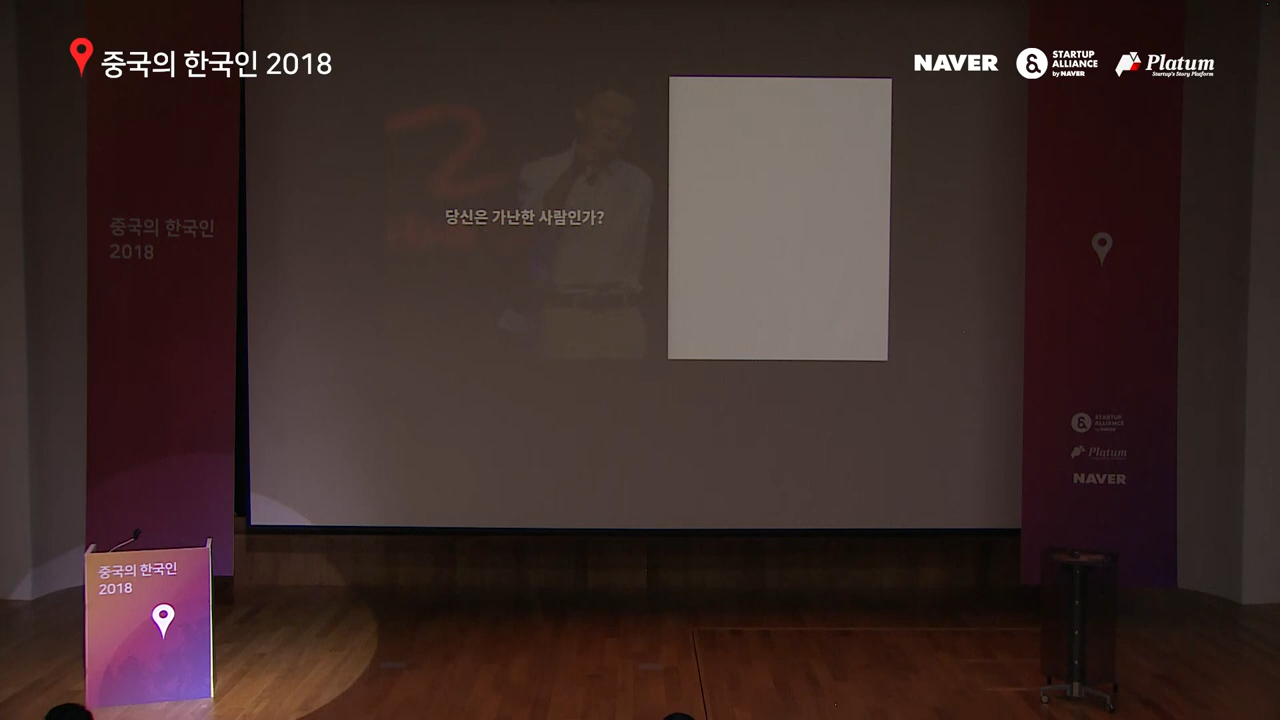 중국의 한국인 2018
NAVER
STARTUP
ALLIANCE
by NAVER
Platum
Startup's Story Platform
당신은 가난한 사람인가?
중국의 한국인
2018
STARTUP
ALLIANCE
Platum
NAVER
중국의 한국인
2018